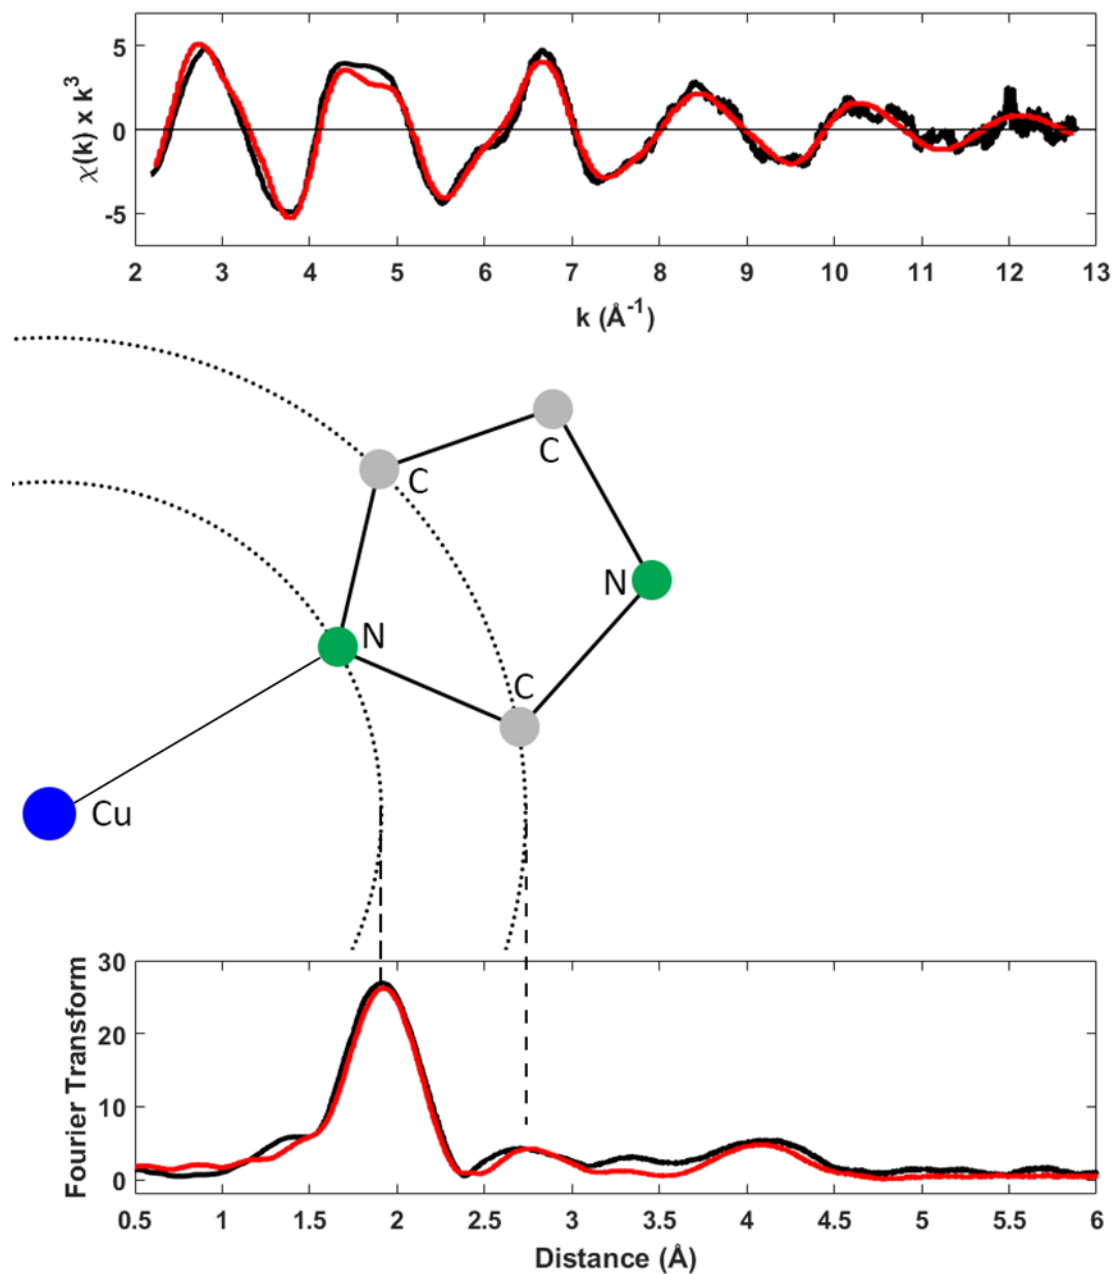 5
0
-5
χ(k) x k³
2 3 4 5 6 7 8 9 10 11 12 13
k (Å⁻¹)
C
C
N
N
C
Cu
30
20
10
0
Fourier Transform
0.5 1 1.5 2 2.5 3 3.5 4 4.5 5 5.5 6
Distance (Å)